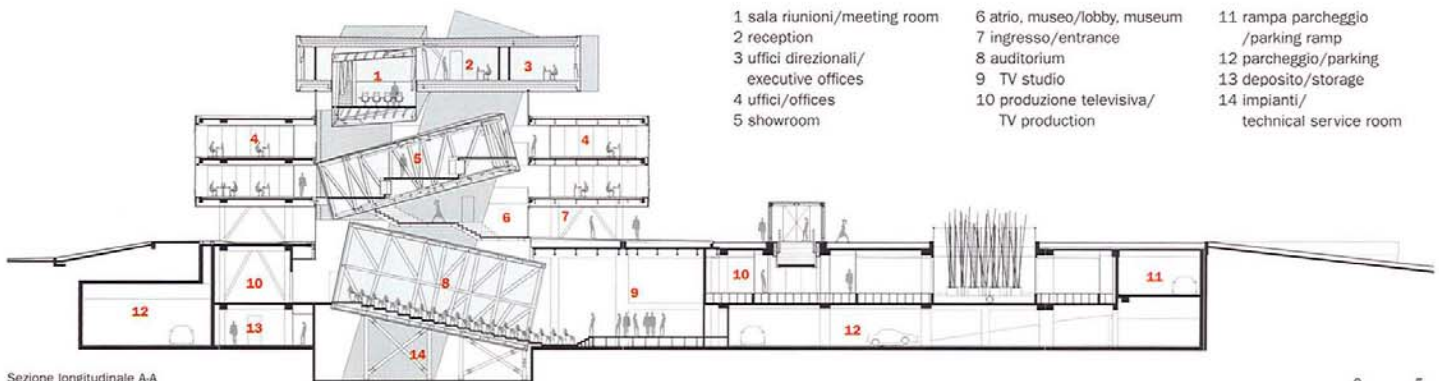 1 sala riunioni/meeting room
2 reception
3 uffici direzionali/
executive offices
4 uffici/offices
5 showroom
6 atrio, museo/lobby, museum
7 ingresso/entrance
8 auditorium
9 TV studio
10 produzione televisiva/
TV production
11 rampa parcheggio
/parking ramp
12 parcheggio/parking
13 deposito/storage
14 impianti/
technical service room
1
2
3
4
5
4
6
7
10
8
9
10
11
12
13
14
12
Sezione longitudinale A-A